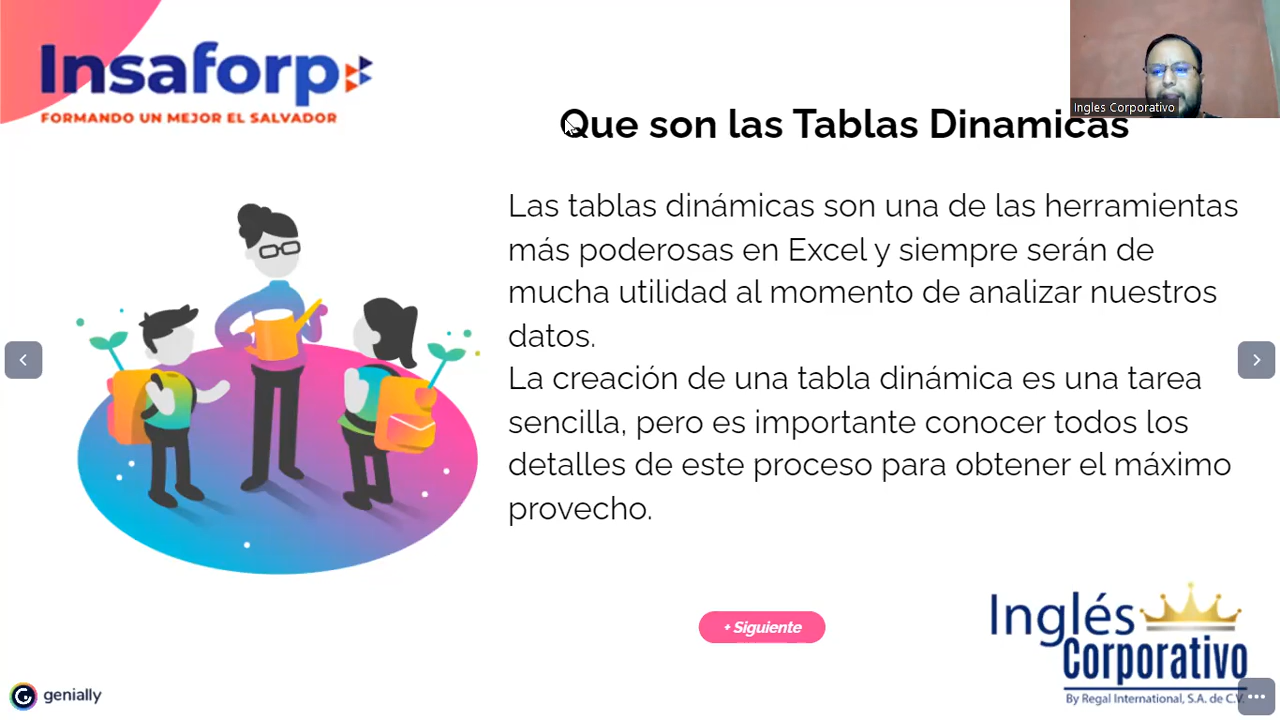 Insaforp
FORMANDO UN MEJOR EL SALVADOR
Ingles Corporativo
Que son las Tablas Dinamicas
Las tablas dinámicas son una de las herramientas
más poderosas en Excel y siempre serán de
mucha utilidad al momento de analizar nuestros
datos.
La creación de una tabla dinámica es una tarea
sencilla, pero es importante conocer todos los
detalles de este proceso para obtener el máximo
provecho.
+ Siguiente
Inglés
Corporativo
By Regal International, S.A. de C.V.
genially